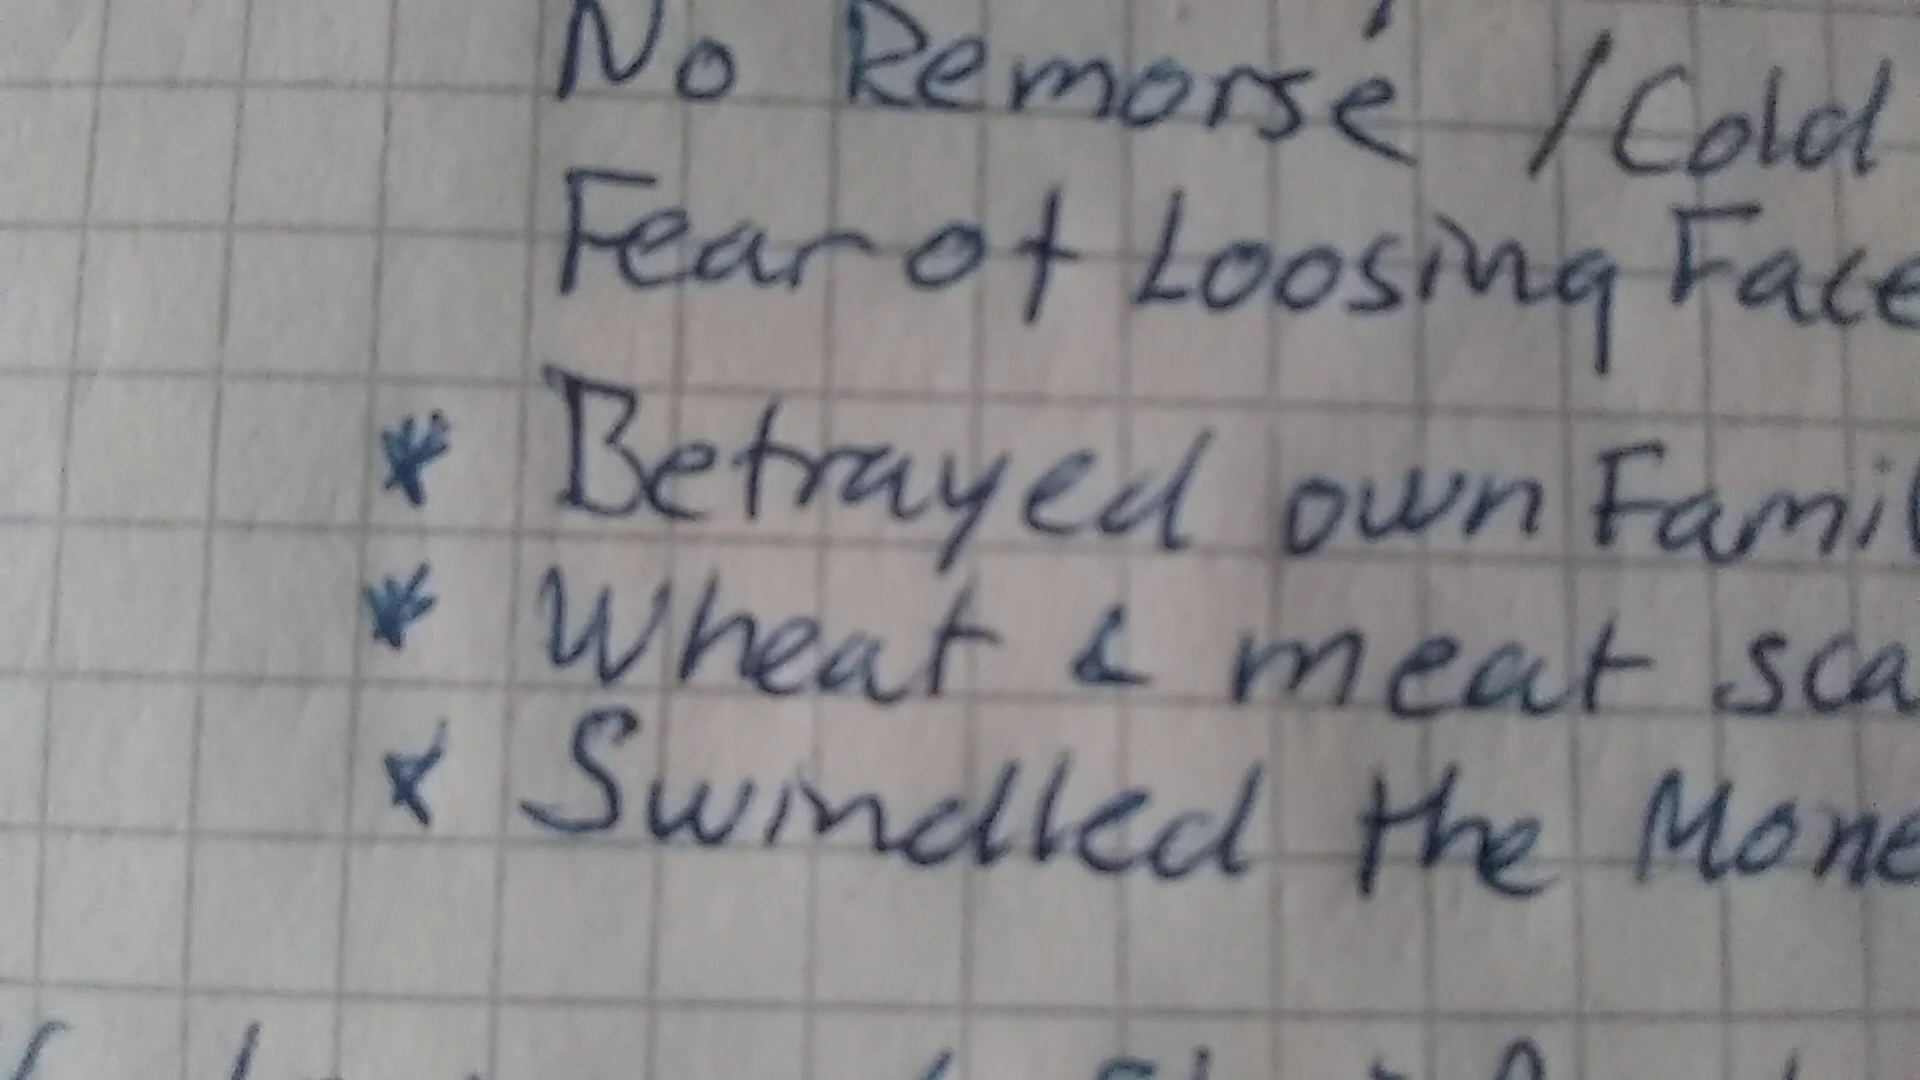 No Remorse / Cold
Fear of Loosing Face
* Betrayed own Famil
* Wheat & meat sca
* Swindled the Mone